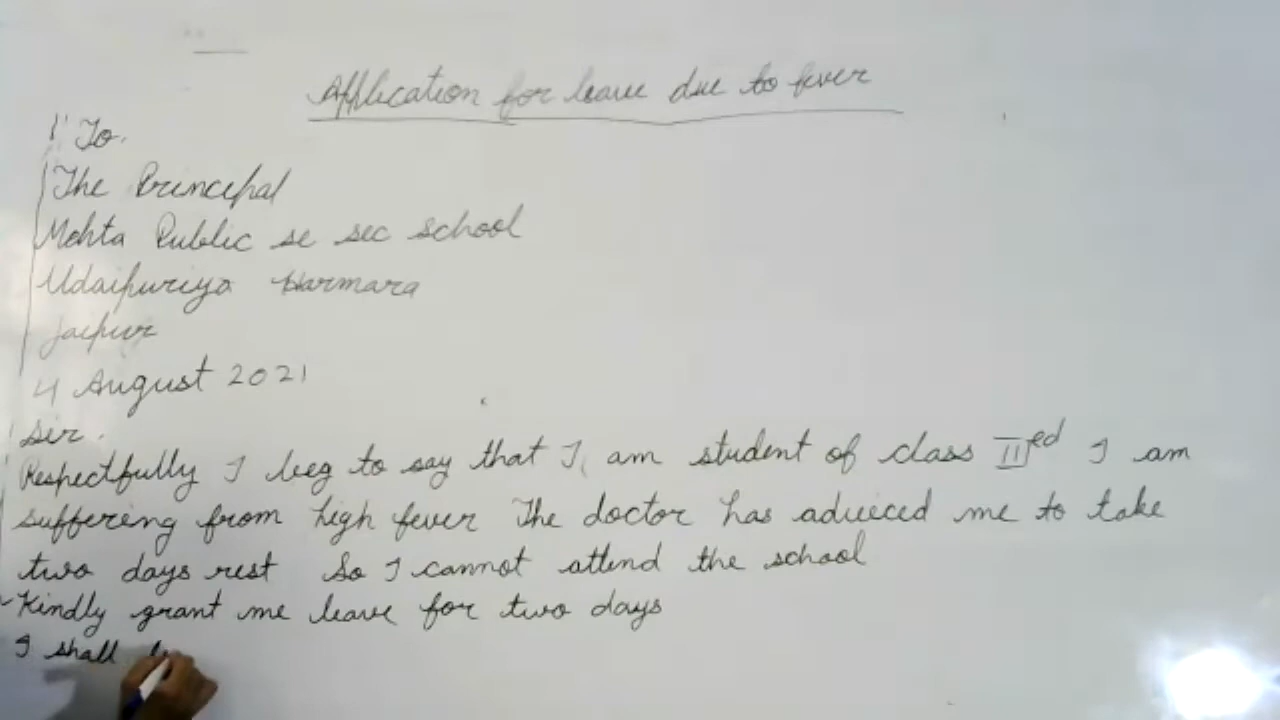 Application for leave due to fever
To.
The Principal
Mehta Public se sec school
Udaipuriya Harmara
Jaipur
4 August 2021
Sir.
Respectfully I beg to say that I am student of class II ed I am
suffering from high fever The doctor has adviced me to take
two days rest So I cannot attend the school
Kindly grant me leave for two days
I shall